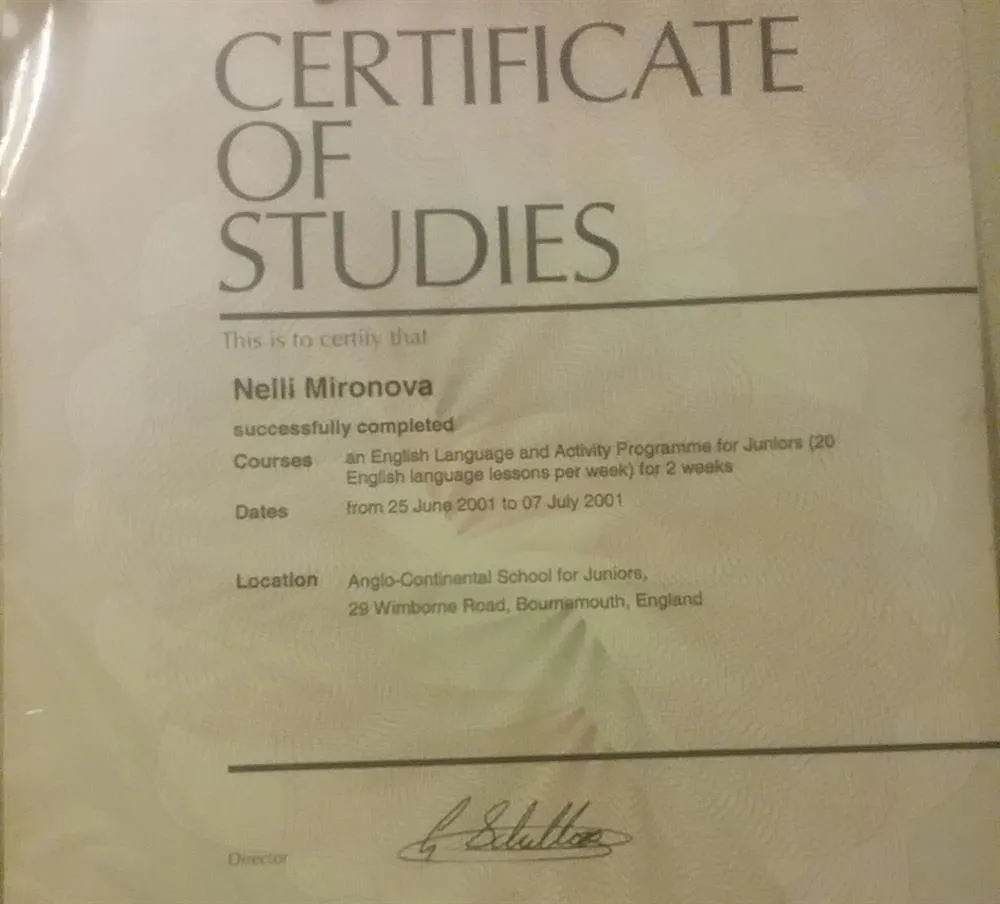 CERTIFICATE
OF
STUDIES
This is to certify that
Nelli Mironova
successfully completed
Courses an English Language and Activity Programme for Juniors (20
English language lessons per week) for 2 weeks
Dates from 25 June 2001 to 07 July 2001
Location Anglo-Continental School for Juniors,
29 Wimborne Road, Bournemouth, England
Director